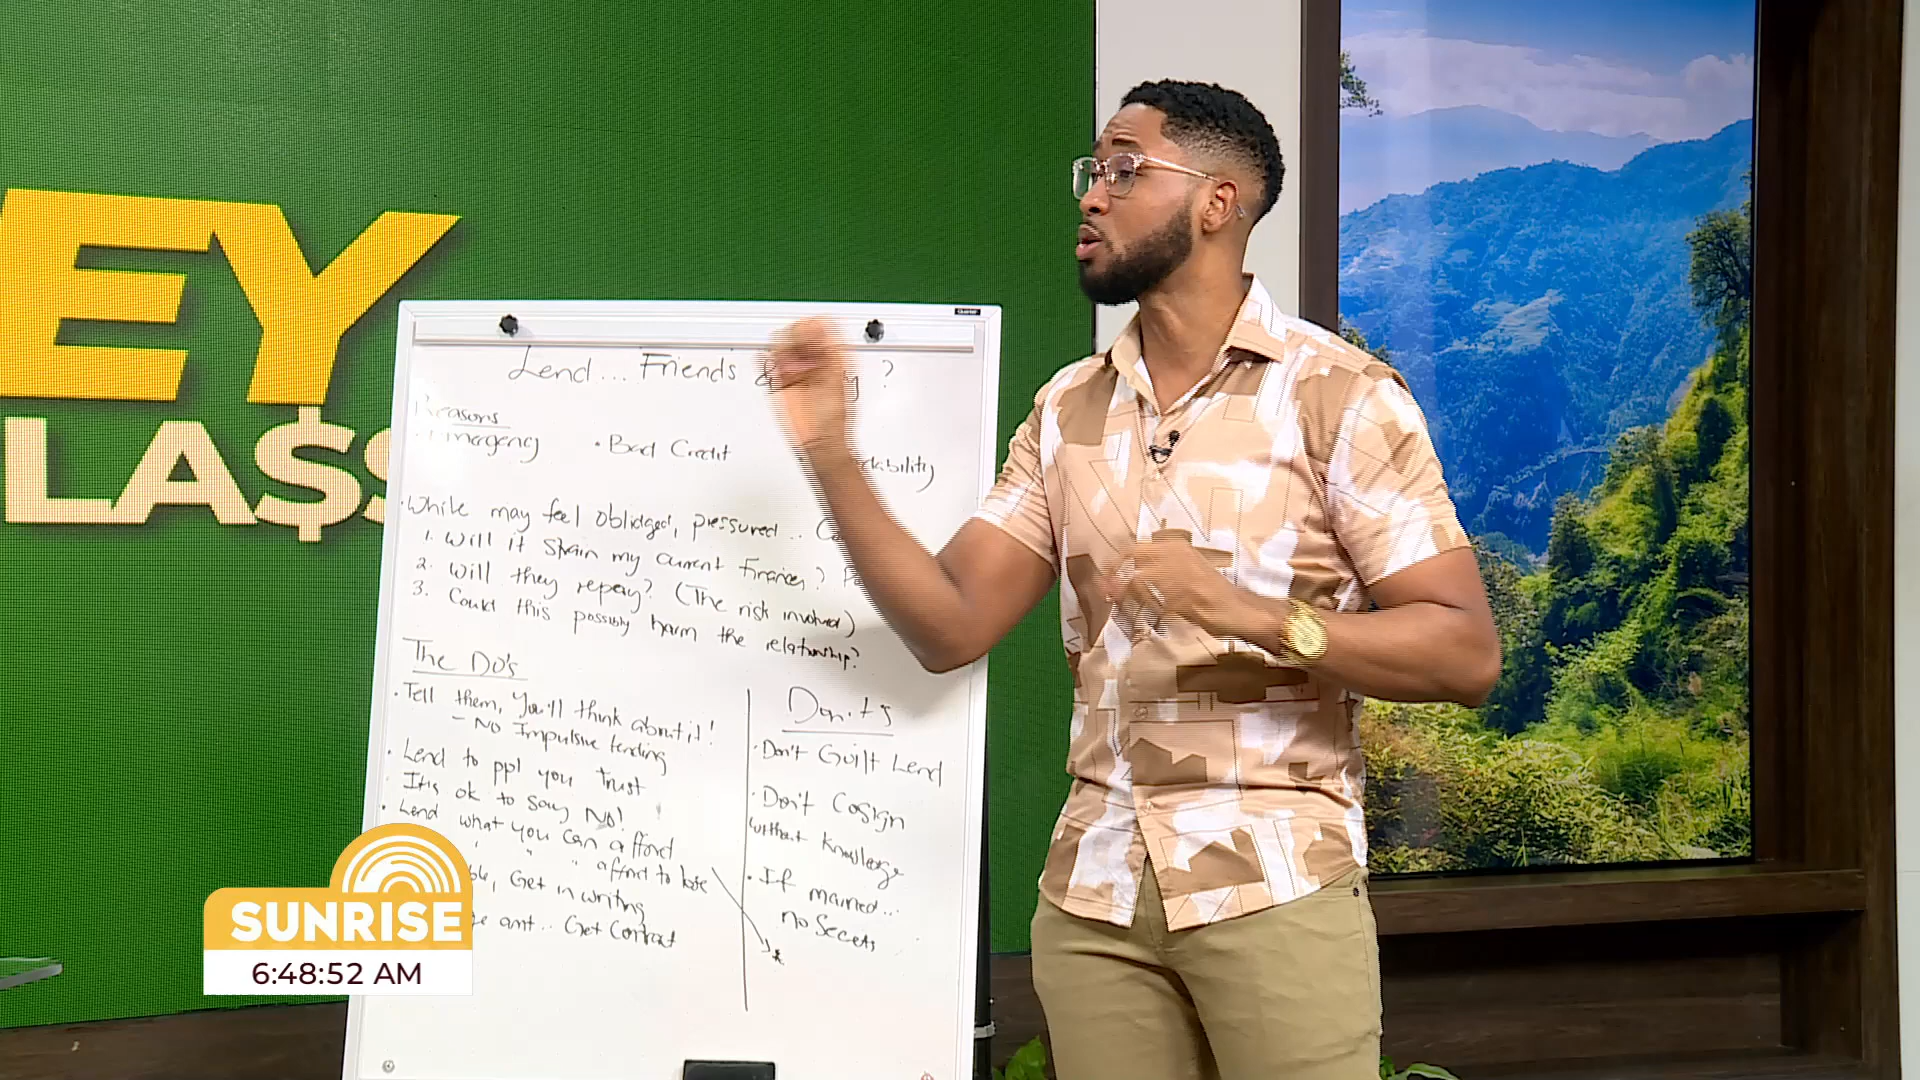 EY
LA$$
Lend... Friends & y ?
Reasons
· Emergency · Bad Credit dability
· While may feel oblidged, pressured..
1. Will it strain my current finances?
2. Will they repay? (The risk involved)
3. Could this possibly harm the relationship?
The Do's
· Tell them, You'll think about it!
- No Impulsive lending
· Lend to ppl you trust
· It's ok to say No!
· Lend what you can afford
" " " afford to lose
ble, Get in writing
ge amt.. Get Contract
Don'ts
· Don't Guilt Lend
· Don't Cosign
without knowledge
· If married...
no Secrets
SUNRISE
6:48:52 AM